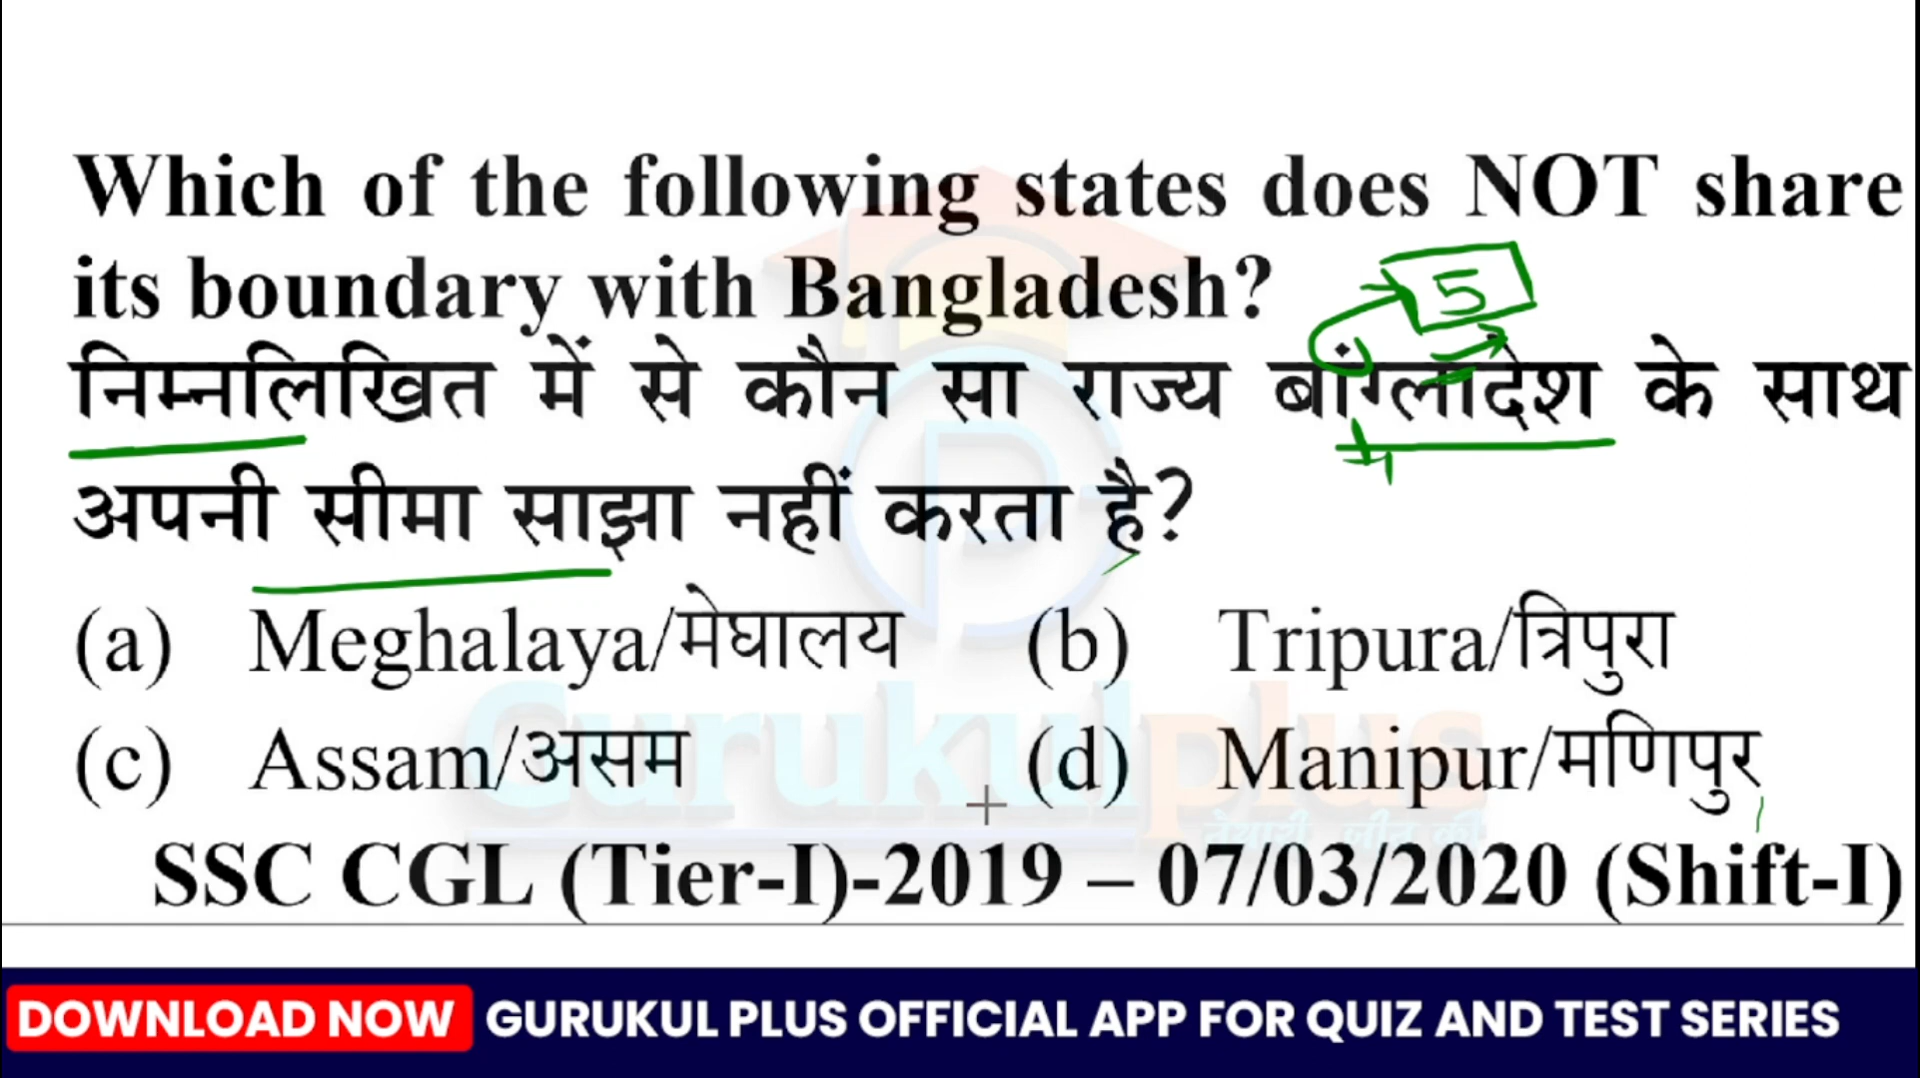 Which of the following states does NOT share
its boundary with Bangladesh?
5
निम्नलिखित में से कौन सा राज्य बांग्लादेश के साथ
अपनी सीमा साझा नहीं करता है?
(a) Meghalaya/मेघालय (b) Tripura/त्रिपुरा
(c) Assam/असम (d) Manipur/मणिपुर
Gurukulplus
तैयारी जीत की
SSC CGL (Tier-I)-2019 – 07/03/2020 (Shift-I)
DOWNLOAD NOW GURUKUL PLUS OFFICIAL APP FOR QUIZ AND TEST SERIES